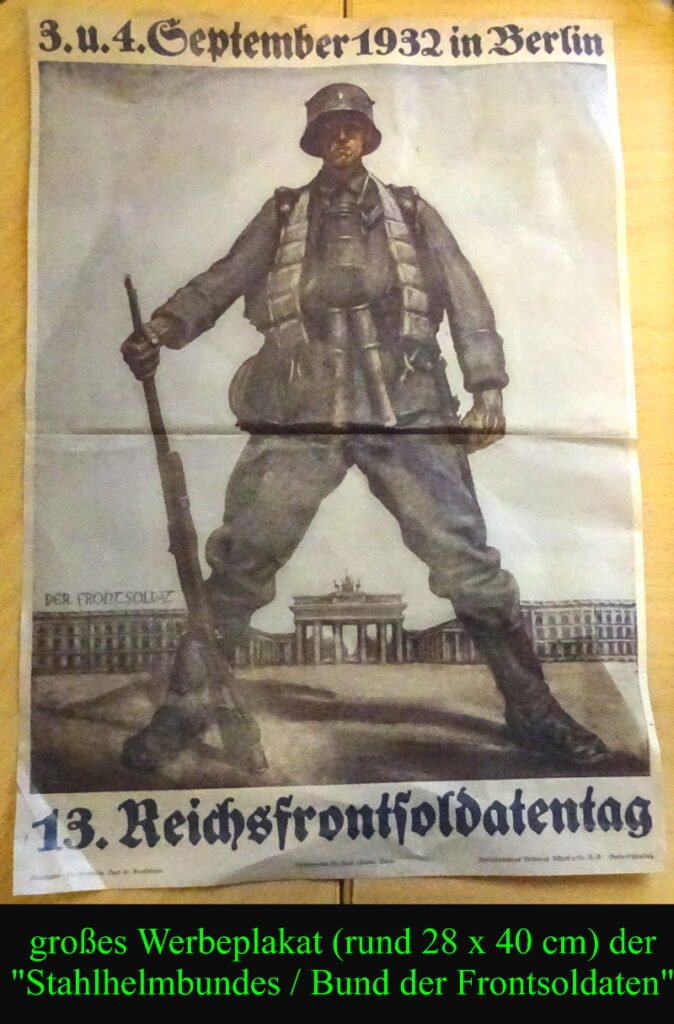 3. u. 4. September 1932 in Berlin
DER FRONTSOLDAT
13. Reichsfrontſoldatentag
großes Werbeplakat (rund 28 x 40 cm) der
"Stahlhelmbundes / Bund der Frontsoldaten"